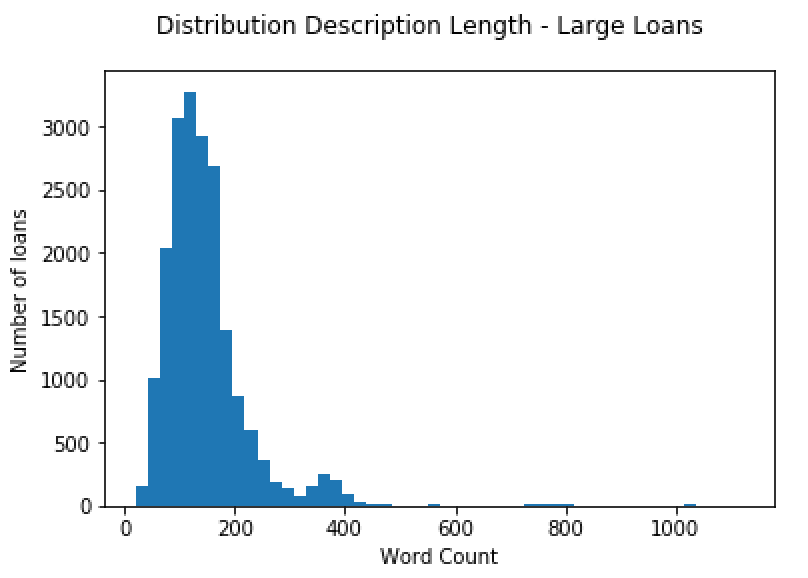 Distribution Description Length - Large Loans
3000
2500
2000
1500
1000
500
0
Number of loans
0 200 400 600 800 1000
Word Count